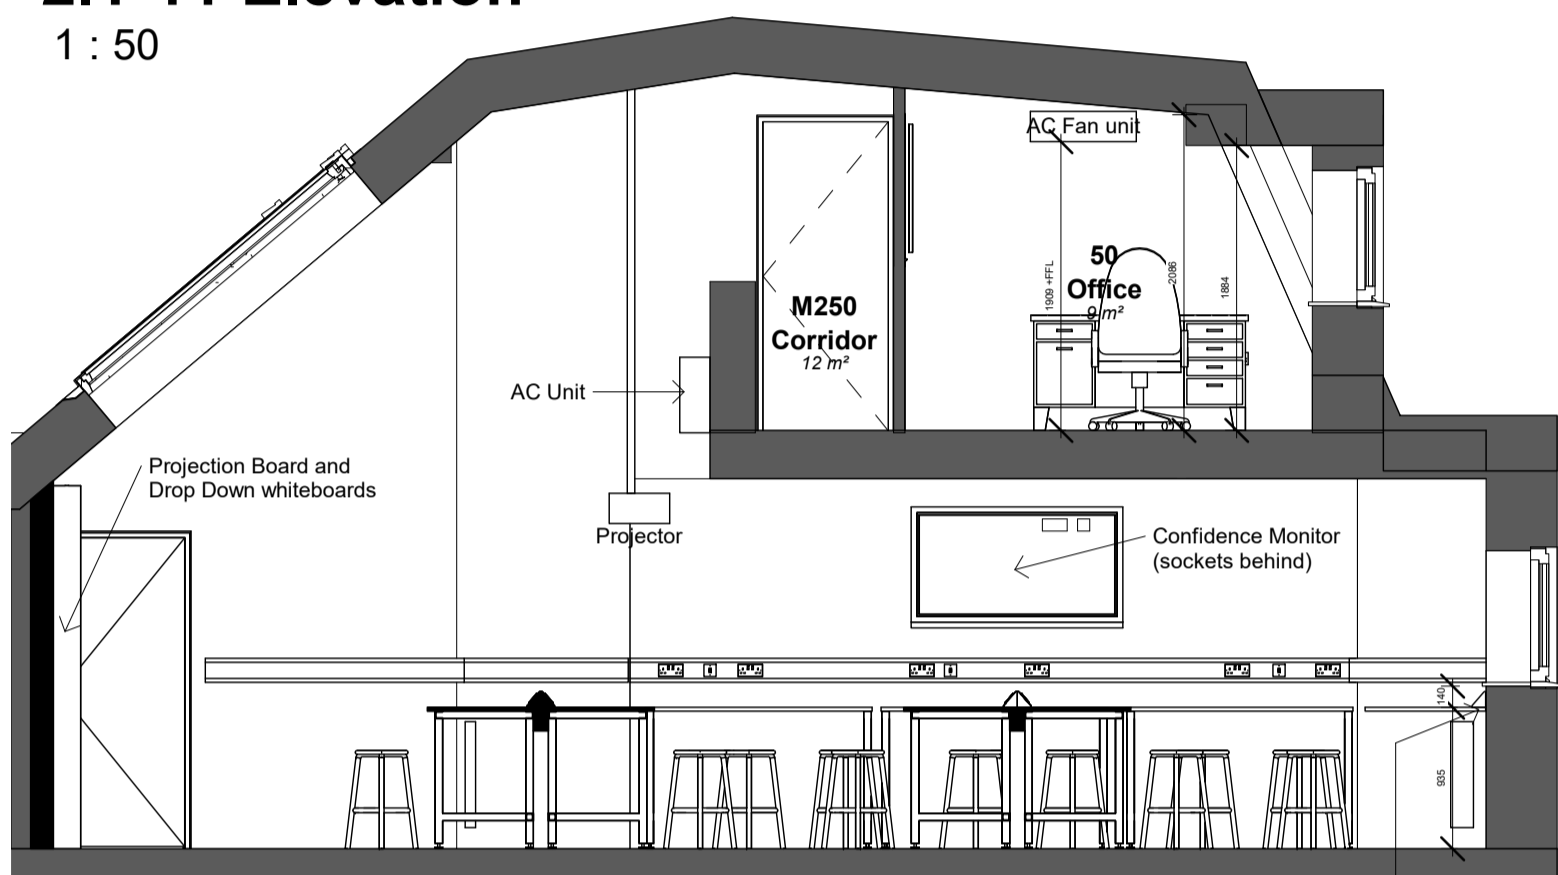 1 : 50
AC Fan unit
50
Office
9 m²
1909 +FFL
2086
1884
M250
Corridor
12 m²
AC Unit
Projection Board and
Drop Down whiteboards
Projector
Confidence Monitor
(sockets behind)
140
935